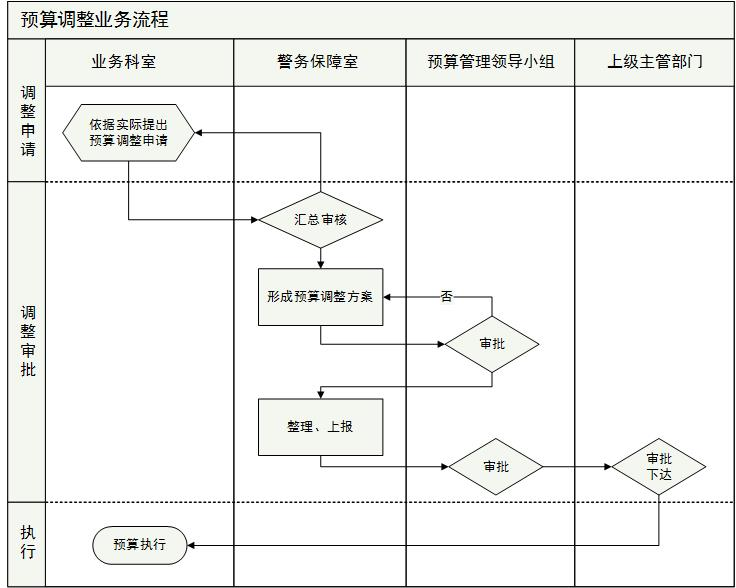 预算调整业务流程
业务科室
警务保障室
预算管理领导小组
上级主管部门
调整申请
依据实际提出
预算调整申请
调整审批
汇总审核
形成预算调整方案
否
审批
整理、上报
审批
审批
下达
执行
预算执行